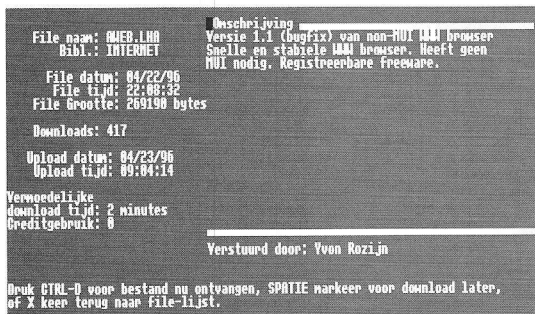 File naam: AWEB.LHA
Bibl.: INTERNET
File datum: 04/22/96
File tijd: 22:08:32
File Grootte: 269190 bytes
Downloads: 417
Upload datum: 04/23/96
Upload tijd: 09:04:14
Vermoedelijke
download tijd: 2 minutes
Creditgebruik: 0
Omschrijving
Versie 1.1 (bugfix) van non-MUI WWW browser
Snelle en stabiele WWW browser. Heeft geen
MUI nodig. Registreerbare freeware.
Verstuurd door: Yvon Rozijn
Druk CTRL-D voor bestand nu ontvangen, SPATIE markeer voor download later,
of X keer terug naar file-lijst.